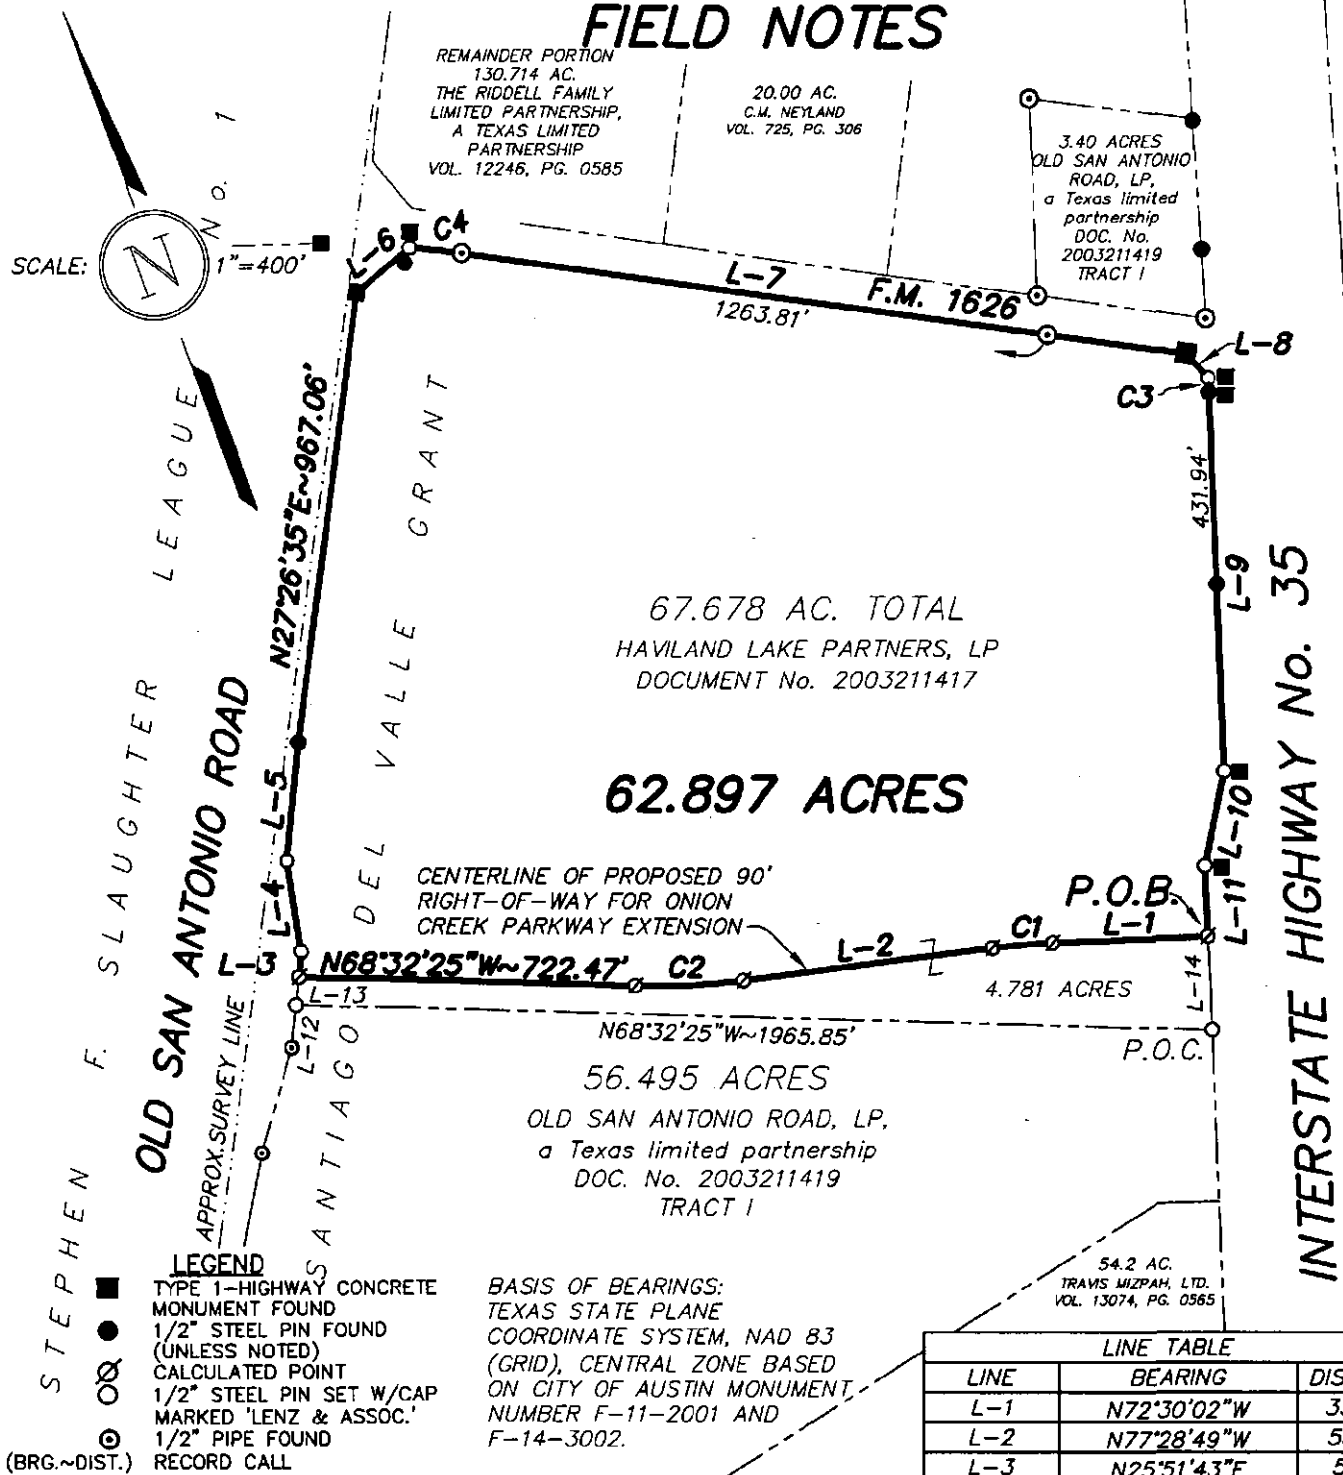 FIELD NOTES
REMAINDER PORTION
130.714 AC.
THE RIDDELL FAMILY
LIMITED PARTNERSHIP,
A TEXAS LIMITED
PARTNERSHIP
VOL. 12246, PG. 0585
20.00 AC.
C.M. NEYLAND
VOL. 725, PG. 306
3.40 ACRES
OLD SAN ANTONIO
ROAD, LP,
a Texas limited
partnership
DOC. No.
2003211419
TRACT I
No. 1
SCALE:
N
1"=400'
L-6
C4
L-7
1263.81'
F.M. 1626
L-8
C3
431.94'
L-9
N27°26'35"E~967.06'
67.678 AC. TOTAL
HAVILAND LAKE PARTNERS, LP
DOCUMENT No. 2003211417
62.897 ACRES
CENTERLINE OF PROPOSED 90'
RIGHT-OF-WAY FOR ONION
CREEK PARKWAY EXTENSION
P.O.B.
L-10
L-11
L-1
C1
L-2
C2
L-5
L-4
L-3
N68°32'25"W~722.47'
L-13
L-12
L-14
4.781 ACRES
N68°32'25"W~1965.85'
P.O.C.
56.495 ACRES
OLD SAN ANTONIO ROAD, LP,
a Texas limited partnership
DOC. No. 2003211419
TRACT I
OLD SAN ANTONIO ROAD
APPROX.SURVEY LINE
STEPHEN F. SLAUGHTER LEAGUE
SANTIAGO DEL VALLE GRANT
INTERSTATE HIGHWAY No. 35
54.2 AC.
TRAVIS MIZPAH, LTD.
VOL. 13074, PG. 0565
LEGEND
TYPE 1-HIGHWAY CONCRETE
MONUMENT FOUND
1/2" STEEL PIN FOUND
(UNLESS NOTED)
CALCULATED POINT
1/2" STEEL PIN SET W/CAP
MARKED 'LENZ & ASSOC.'
1/2" PIPE FOUND
(BRG.~DIST.) RECORD CALL
BASIS OF BEARINGS:
TEXAS STATE PLANE
COORDINATE SYSTEM, NAD 83
(GRID), CENTRAL ZONE BASED
ON CITY OF AUSTIN MONUMENT
NUMBER F-11-2001 AND
F-14-3002.
LINE TABLE
LINE BEARING DIS
L-1 N72°30'02"W 3
L-2 N77°28'49"W 5
L-3 N25°51'43"E 5